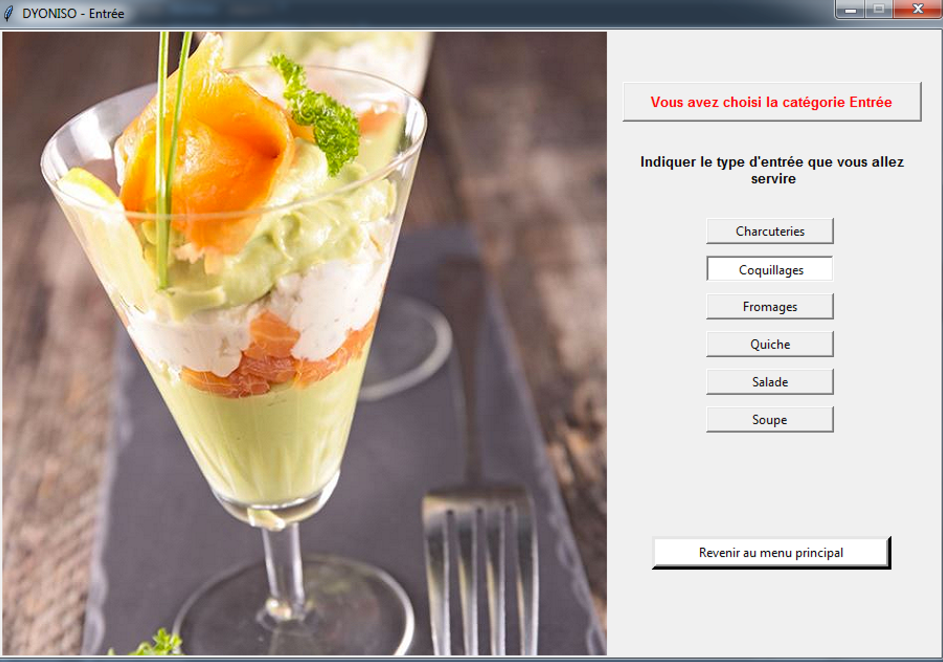 DYONISO - Entrée
Vous avez choisi la catégorie Entrée
Indiquer le type d'entrée que vous allez
servire
Charcuteries
Coquillages
Fromages
Quiche
Salade
Soupe
Revenir au menu principal